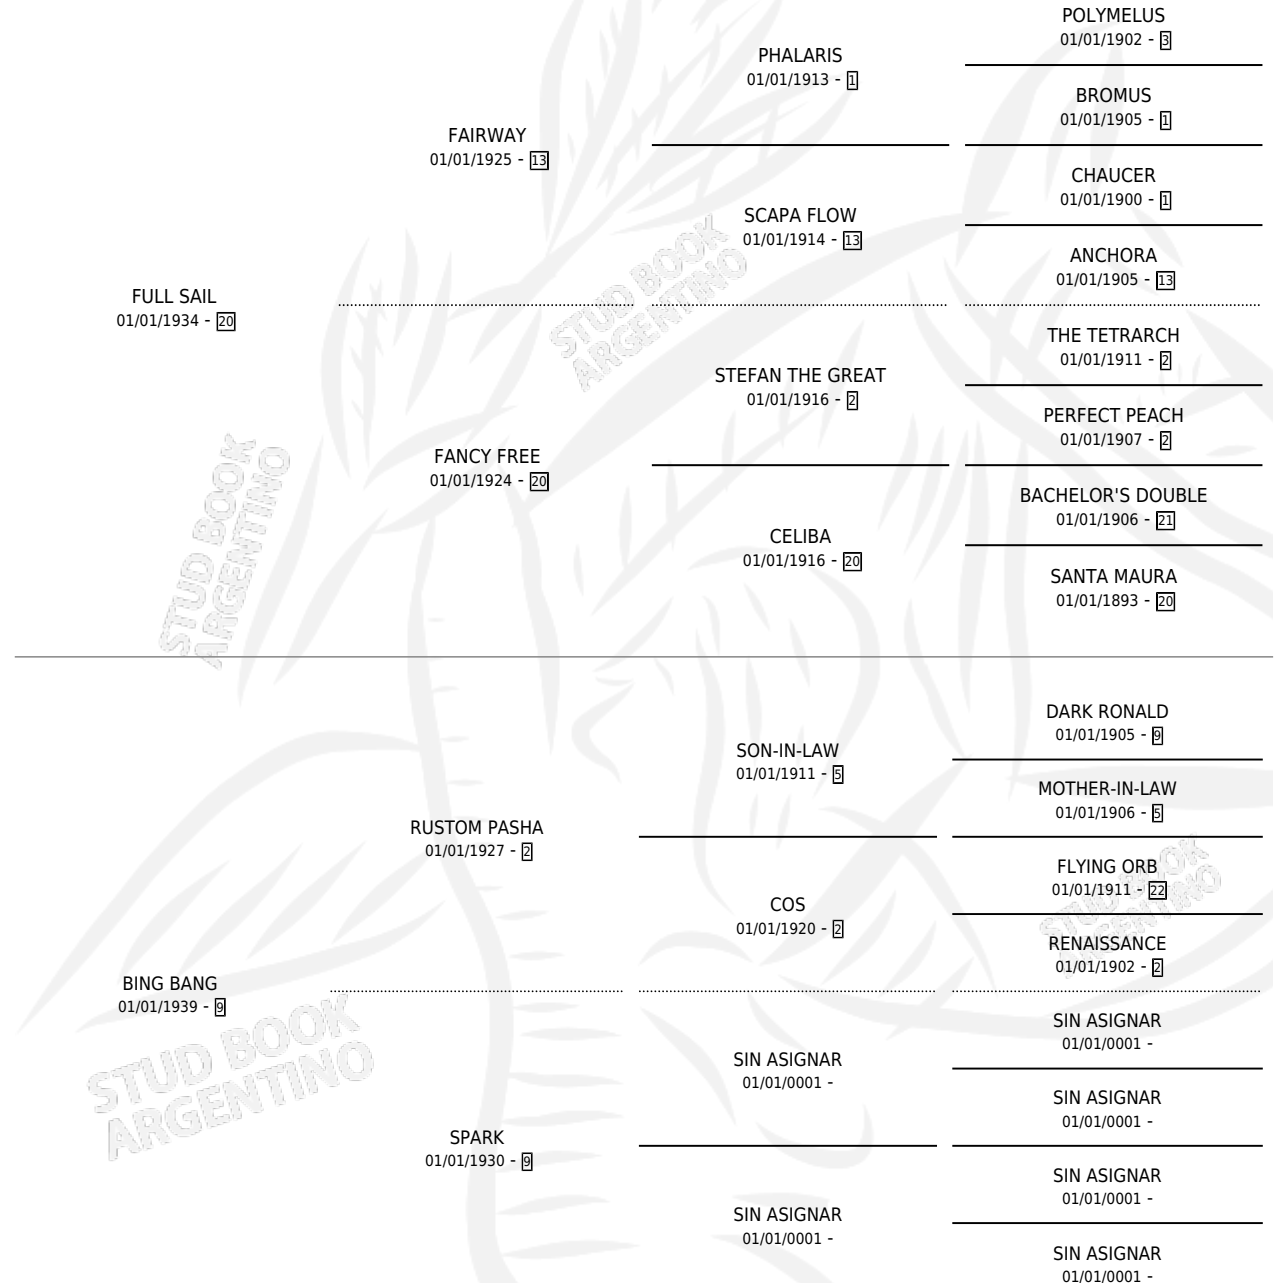 POLYMELUS
01/01/1902 - 3
PHALARIS
01/01/1913 - 1
BROMUS
01/01/1905 - 1
FAIRWAY
01/01/1925 - 13
CHAUCER
01/01/1900 - 1
SCAPA FLOW
01/01/1914 - 13
ANCHORA
01/01/1905 - 13
FULL SAIL
01/01/1934 - 20
THE TETRARCH
01/01/1911 - 2
STEFAN THE GREAT
01/01/1916 - 2
PERFECT PEACH
01/01/1907 - 2
FANCY FREE
01/01/1924 - 20
BACHELOR'S DOUBLE
01/01/1906 - 21
CELIBA
01/01/1916 - 20
SANTA MAURA
01/01/1893 - 20
STUD BOOK
ARGENTINO
STUD BOOK
ARGENTINO
DARK RONALD
01/01/1905 - 9
SON-IN-LAW
01/01/1911 - 5
MOTHER-IN-LAW
01/01/1906 - 5
RUSTOM PASHA
01/01/1927 - 2
FLYING ORB
01/01/1911 - 22
COS
01/01/1920 - 2
RENAISSANCE
01/01/1902 - 2
STUD BOOK
ARGENTINO
BING BANG
01/01/1939 - 9
SIN ASIGNAR
01/01/0001 -
SIN ASIGNAR
01/01/0001 -
SIN ASIGNAR
01/01/0001 -
STUD BOOK
ARGENTINO
SPARK
01/01/1930 - 9
SIN ASIGNAR
01/01/0001 -
SIN ASIGNAR
01/01/0001 -
SIN ASIGNAR
01/01/0001 -